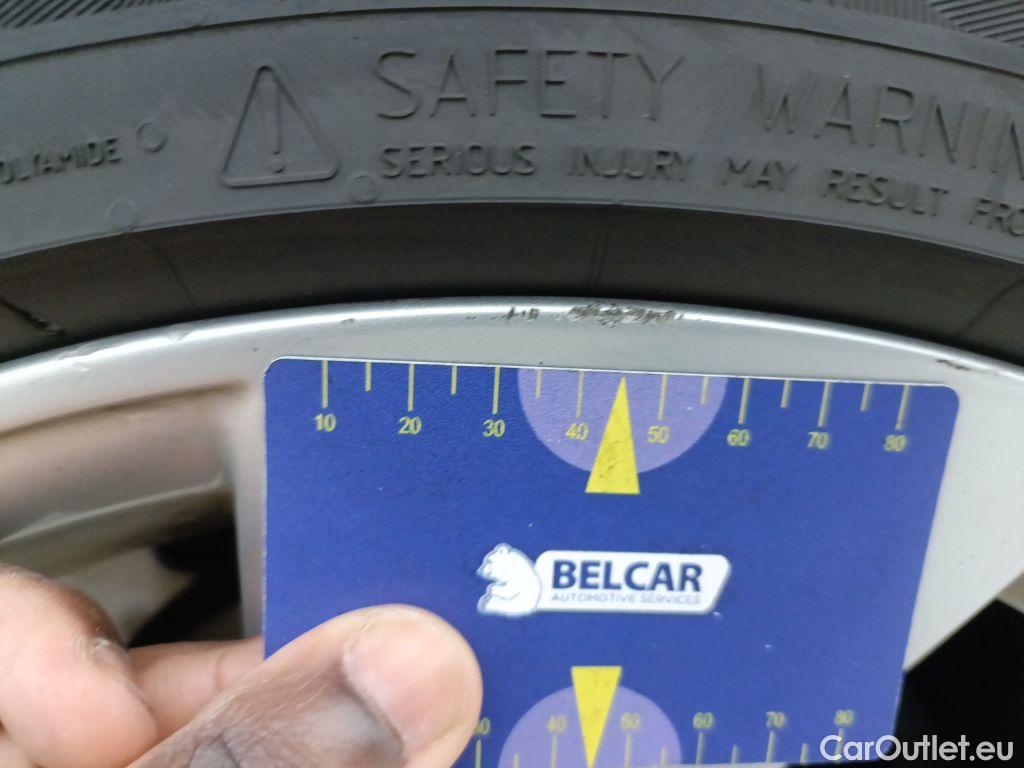 SAFETY WARNIN
OLYAMIDE
SERIOUS INJURY MAY RESULT FRO
10 20 30 40 50 60 70 80
BELCAR
AUTOMOTIVE SERVICES
30 40 50 60 70 80
CarOutlet.eu